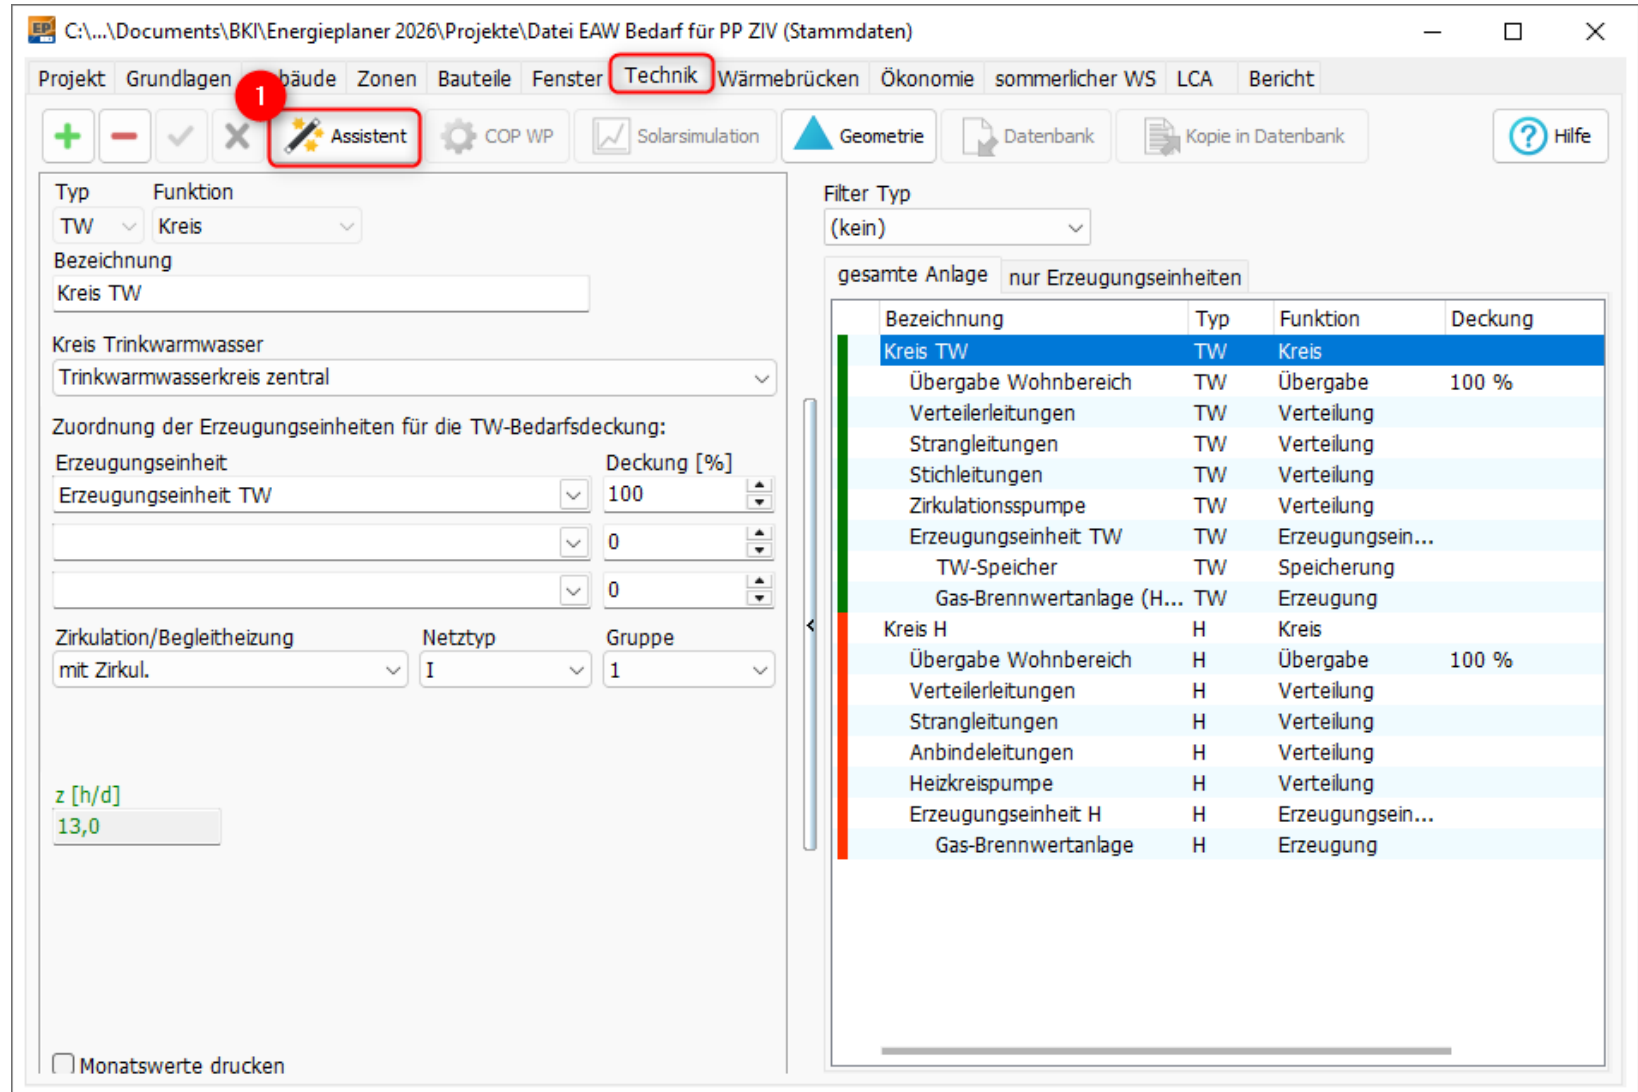 C:\...\Documents\BKI\Energieplaner 2026\Projekte\Datei EAW Bedarf für PP ZIV (Stammdaten)
Projekt Grundlagen bäude Zonen Bauteile Fenster Technik Wärmebrücken Ökonomie sommerlicher WS LCA Bericht
1
Assistent COP WP Solarsimulation Geometrie Datenbank Kopie in Datenbank ? Hilfe
Typ Funktion
TW Kreis
Bezeichnung
Kreis TW
Kreis Trinkwarmwasser
Trinkwarmwasserkreis zentral
Zuordnung der Erzeugungseinheiten für die TW-Bedarfsdeckung:
Erzeugungseinheit Deckung [%]
Erzeugungseinheit TW 100
0
0
Zirkulation/Begleitheizung Netztyp Gruppe
mit Zirkul. I 1
z [h/d]
13,0
Monatswerte drucken
Filter Typ
(kein)
gesamte Anlage nur Erzeugungseinheiten
Bezeichnung Typ Funktion Deckung
Kreis TW TW Kreis
Übergabe Wohnbereich TW Übergabe 100 %
Verteilerleitungen TW Verteilung
Strangleitungen TW Verteilung
Stichleitungen TW Verteilung
Zirkulationsspumpe TW Verteilung
Erzeugungseinheit TW TW Erzeugungsein...
TW-Speicher TW Speicherung
Gas-Brennwertanlage (H... TW Erzeugung
Kreis H H Kreis
Übergabe Wohnbereich H Übergabe 100 %
Verteilerleitungen H Verteilung
Strangleitungen H Verteilung
Anbindeleitungen H Verteilung
Heizkreispumpe H Verteilung
Erzeugungseinheit H H Erzeugungsein...
Gas-Brennwertanlage H Erzeugung